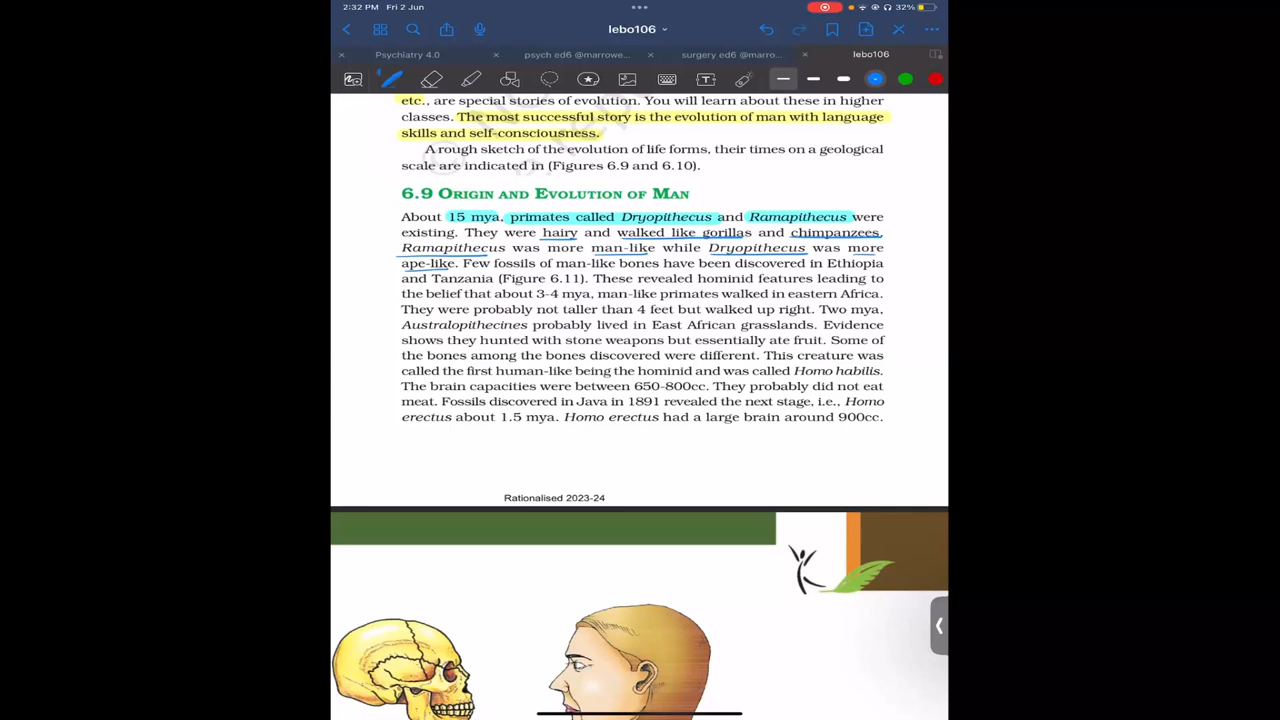 2:32 PM Fri 2 Jun
32%
lebo106
Psychiatry 4.0
psych ed6 @marrowe...
surgery ed6 @marro...
lebo106
etc., are special stories of evolution. You will learn about these in higher
classes. The most successful story is the evolution of man with language
skills and self-consciousness.
A rough sketch of the evolution of life forms, their times on a geological
scale are indicated in (Figures 6.9 and 6.10).
6.9 ORIGIN AND EVOLUTION OF MAN
About 15 mya, primates called Dryopithecus and Ramapithecus were
existing. They were hairy and walked like gorillas and chimpanzees.
Ramapithecus was more man-like while Dryopithecus was more
ape-like. Few fossils of man-like bones have been discovered in Ethiopia
and Tanzania (Figure 6.11). These revealed hominid features leading to
the belief that about 3-4 mya, man-like primates walked in eastern Africa.
They were probably not taller than 4 feet but walked up right. Two mya,
Australopithecines probably lived in East African grasslands. Evidence
shows they hunted with stone weapons but essentially ate fruit. Some of
the bones among the bones discovered were different. This creature was
called the first human-like being the hominid and was called Homo habilis.
The brain capacities were between 650-800cc. They probably did not eat
meat. Fossils discovered in Java in 1891 revealed the next stage, i.e., Homo
erectus about 1.5 mya. Homo erectus had a large brain around 900cc.
Rationalised 2023-24